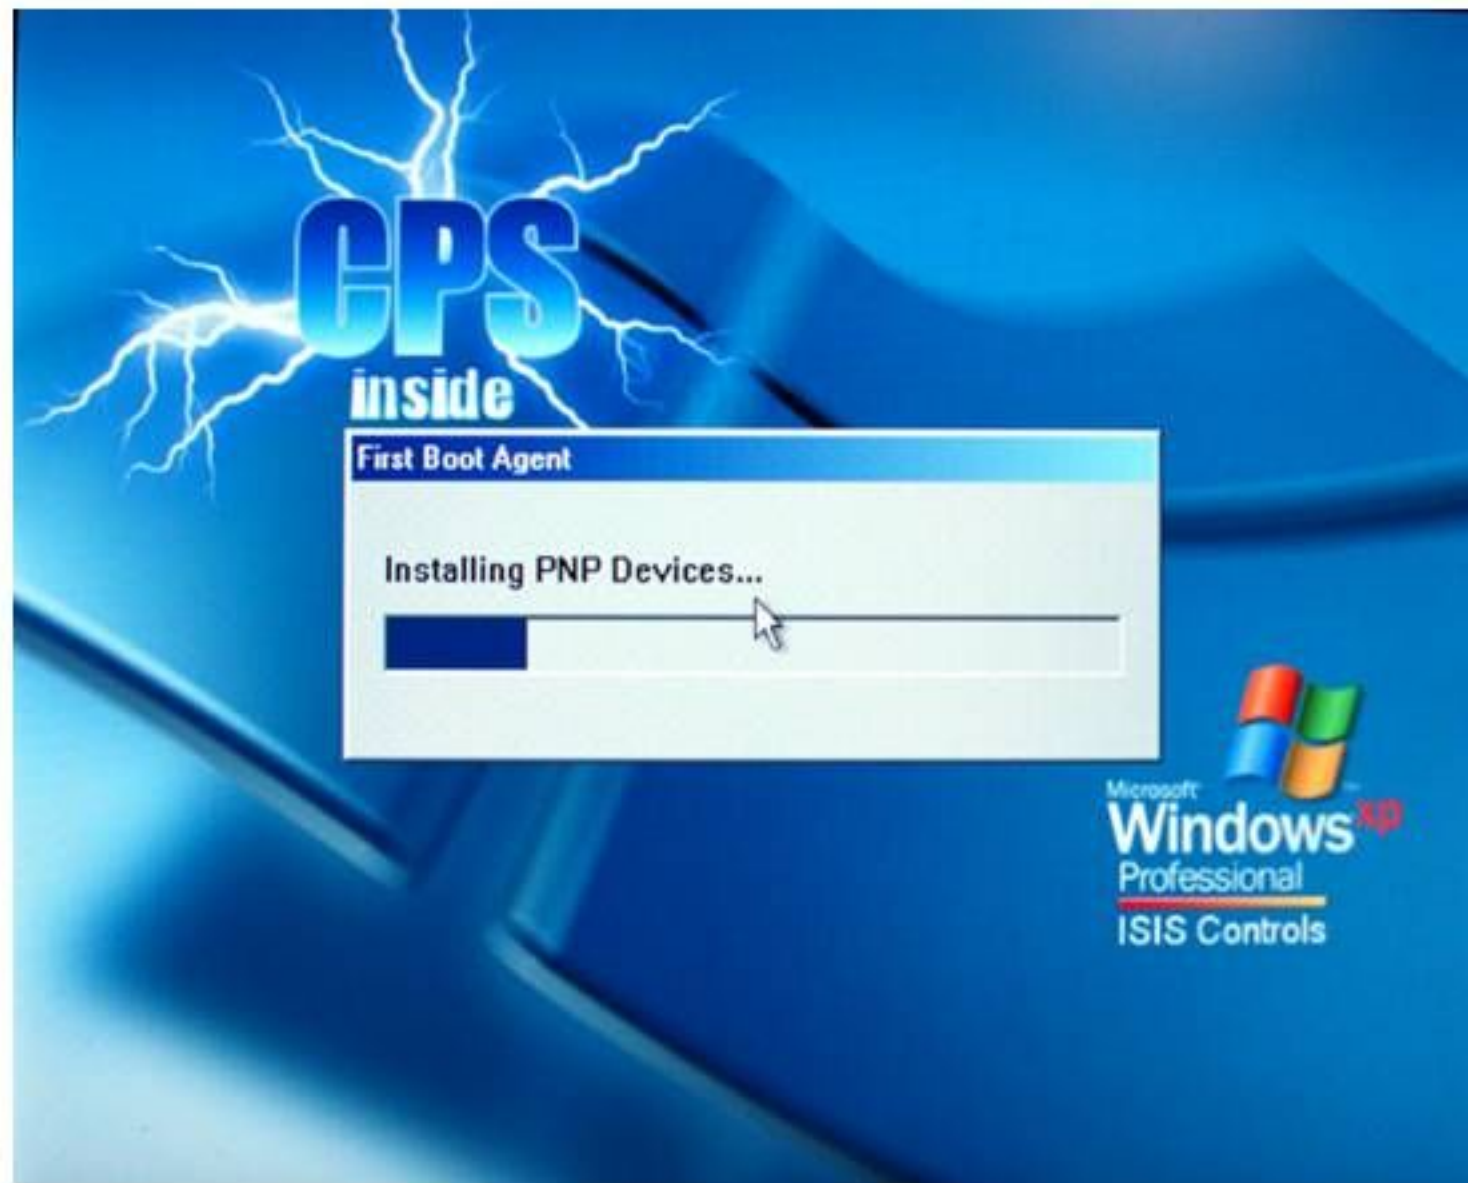 CPS
inside
First Boot Agent
Installing PNP Devices...
Microsoft
Windows xp
Professional
ISIS Controls